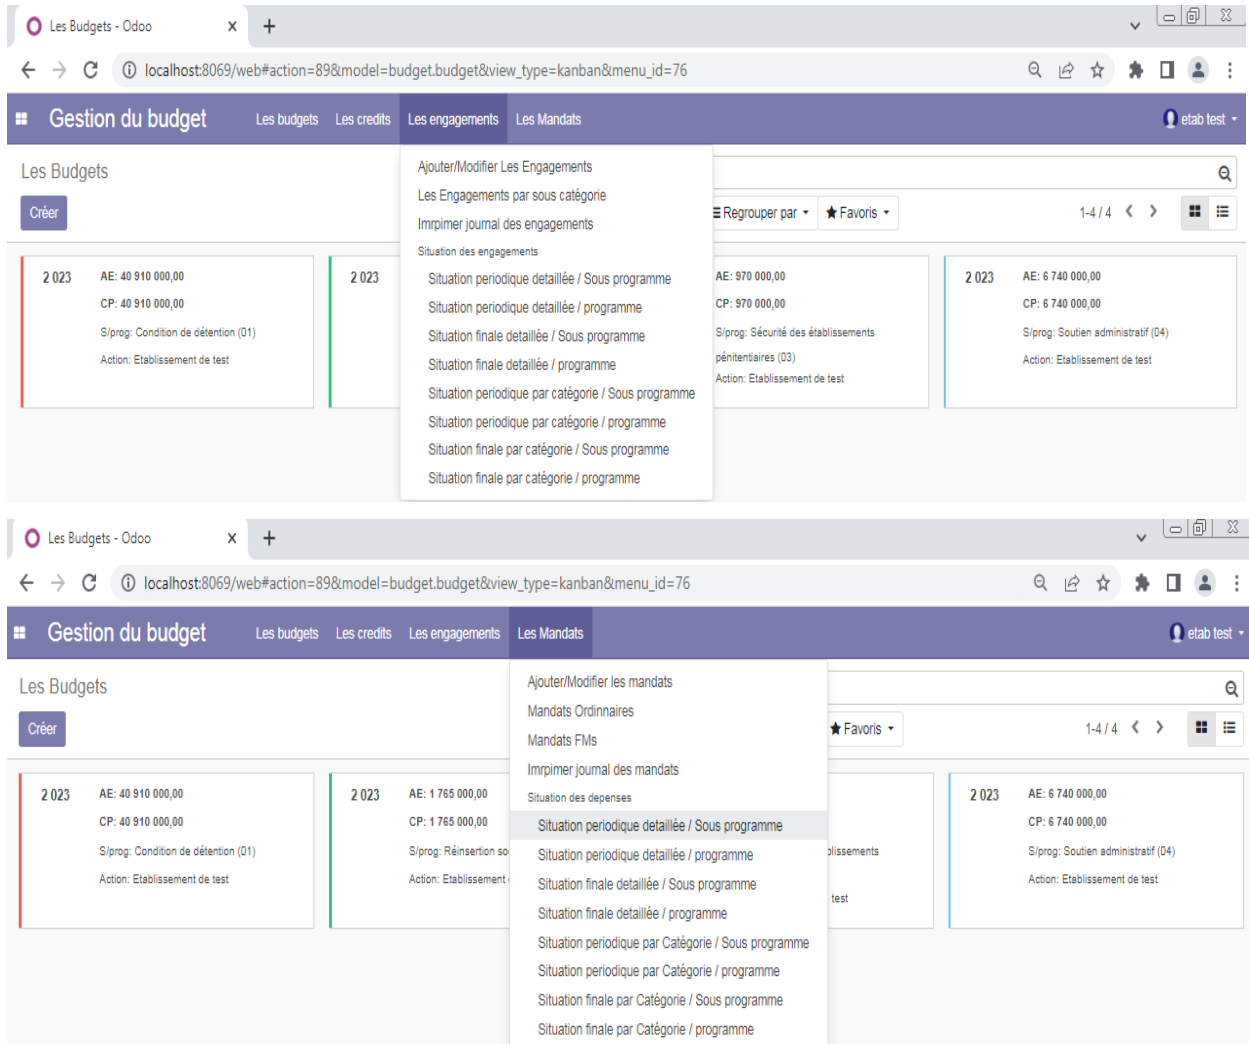 Les Budgets - Odoo
localhost:8069/web#action=89&model=budget.budget&view_type=kanban&menu_id=76
Gestion du budget Les budgets Les credits Les engagements Les Mandats etab test
Les Budgets
Créer
Ajouter/Modifier Les Engagements
Les Engagements par sous catégorie
Imrpimer journal des engagements
Situation des engagements
Situation periodique detaillée / Sous programme
Situation periodique detaillée / programme
Situation finale detaillée / Sous programme
Situation finale detaillée / programme
Situation periodique par catégorie / Sous programme
Situation periodique par catégorie / programme
Situation finale par catégorie / Sous programme
Situation finale par catégorie / programme
Regrouper par Favoris 1-4 / 4
2 023 AE: 40 910 000,00
CP: 40 910 000,00
S/prog: Condition de détention (01)
Action: Etablissement de test
2 023
AE: 970 000,00
CP: 970 000,00
S/prog: Sécurité des établissements
pénitentiaires (03)
Action: Etablissement de test
2 023 AE: 6 740 000,00
CP: 6 740 000,00
S/prog: Soutien administratif (04)
Action: Etablissement de test
Les Budgets - Odoo
localhost:8069/web#action=89&model=budget.budget&view_type=kanban&menu_id=76
Gestion du budget Les budgets Les credits Les engagements Les Mandats etab test
Les Budgets
Créer
Ajouter/Modifier les mandats
Mandats Ordinnaires
Mandats FMs
Imrpimer journal des mandats
Situation des depenses
Situation periodique detaillée / Sous programme
Situation periodique detaillée / programme
Situation finale detaillée / Sous programme
Situation finale detaillée / programme
Situation periodique par Catégorie / Sous programme
Situation periodique par Catégorie / programme
Situation finale par Catégorie / Sous programme
Situation finale par Catégorie / programme
Favoris 1-4 / 4
2 023 AE: 40 910 000,00
CP: 40 910 000,00
S/prog: Condition de détention (01)
Action: Etablissement de test
2 023 AE: 1 765 000,00
CP: 1 765 000,00
S/prog: Réinsertion so
Action: Etablissement
blissements
test
2 023 AE: 6 740 000,00
CP: 6 740 000,00
S/prog: Soutien administratif (04)
Action: Etablissement de test